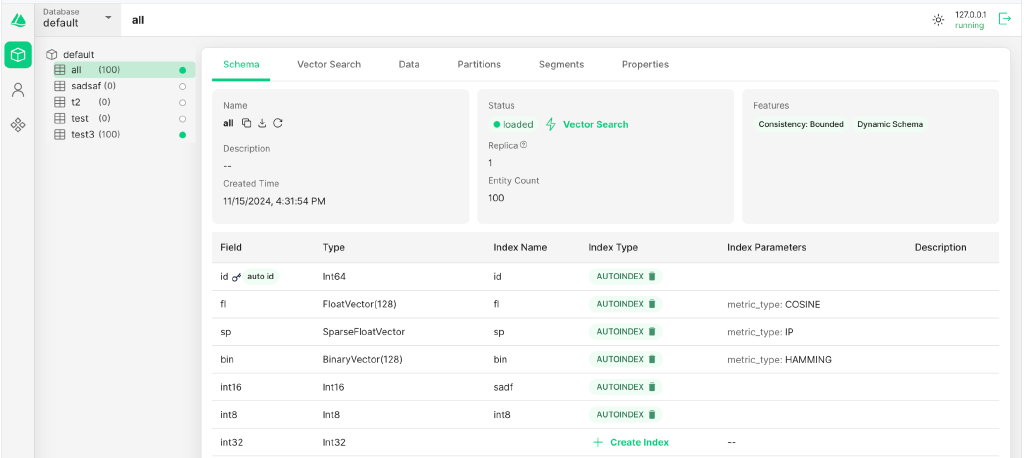 Database
default
all
127.0.0.1
running
default
all (100)
sadsaf (0)
t2 (0)
test (0)
test3 (100)
Schema Vector Search Data Partitions Segments Properties
Name
all
Description
--
Created Time
11/15/2024, 4:31:54 PM
Status
loaded Vector Search
Replica
1
Entity Count
100
Features
Consistency: Bounded Dynamic Schema
Field Type Index Name Index Type Index Parameters Description
id auto id Int64 id AUTOINDEX
fl FloatVector(128) fl AUTOINDEX metric_type: COSINE
sp SparseFloatVector sp AUTOINDEX metric_type: IP
bin BinaryVector(128) bin AUTOINDEX metric_type: HAMMING
int16 Int16 sadf AUTOINDEX
int8 Int8 int8 AUTOINDEX
int32 Int32 + Create Index --